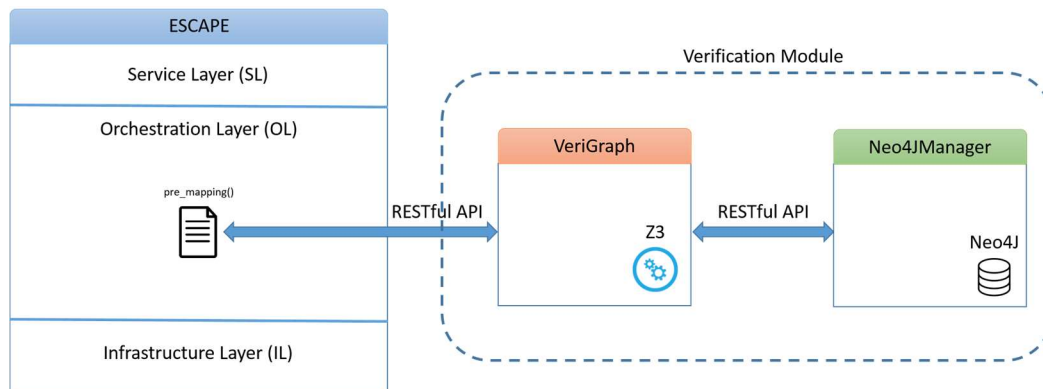 ESCAPE
Service Layer (SL)
Orchestration Layer (OL)
pre_mapping()
Infrastructure Layer (IL)
RESTful API
Verification Module
VeriGraph
Z3
RESTful API
Neo4JManager
Neo4J